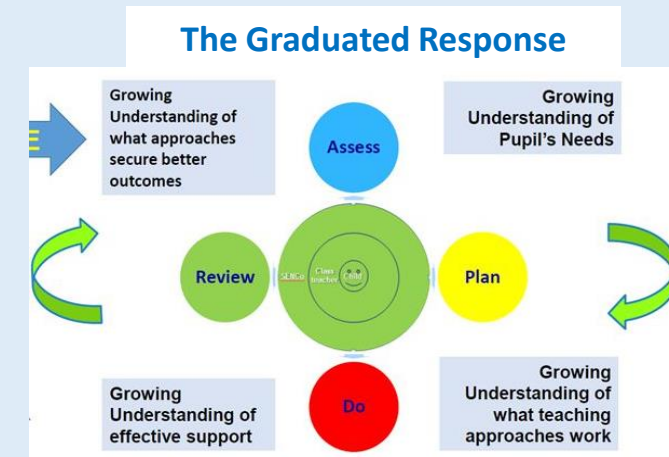 The Graduated Response
Growing
Understanding of
what approaches
secure better
outcomes
Growing
Understanding of
Pupil's Needs
E
Assess
Review
SENCo
Class
teacher
Child
Plan
Do
Growing
Understanding of
effective support
Growing
Understanding of
what teaching
approaches work